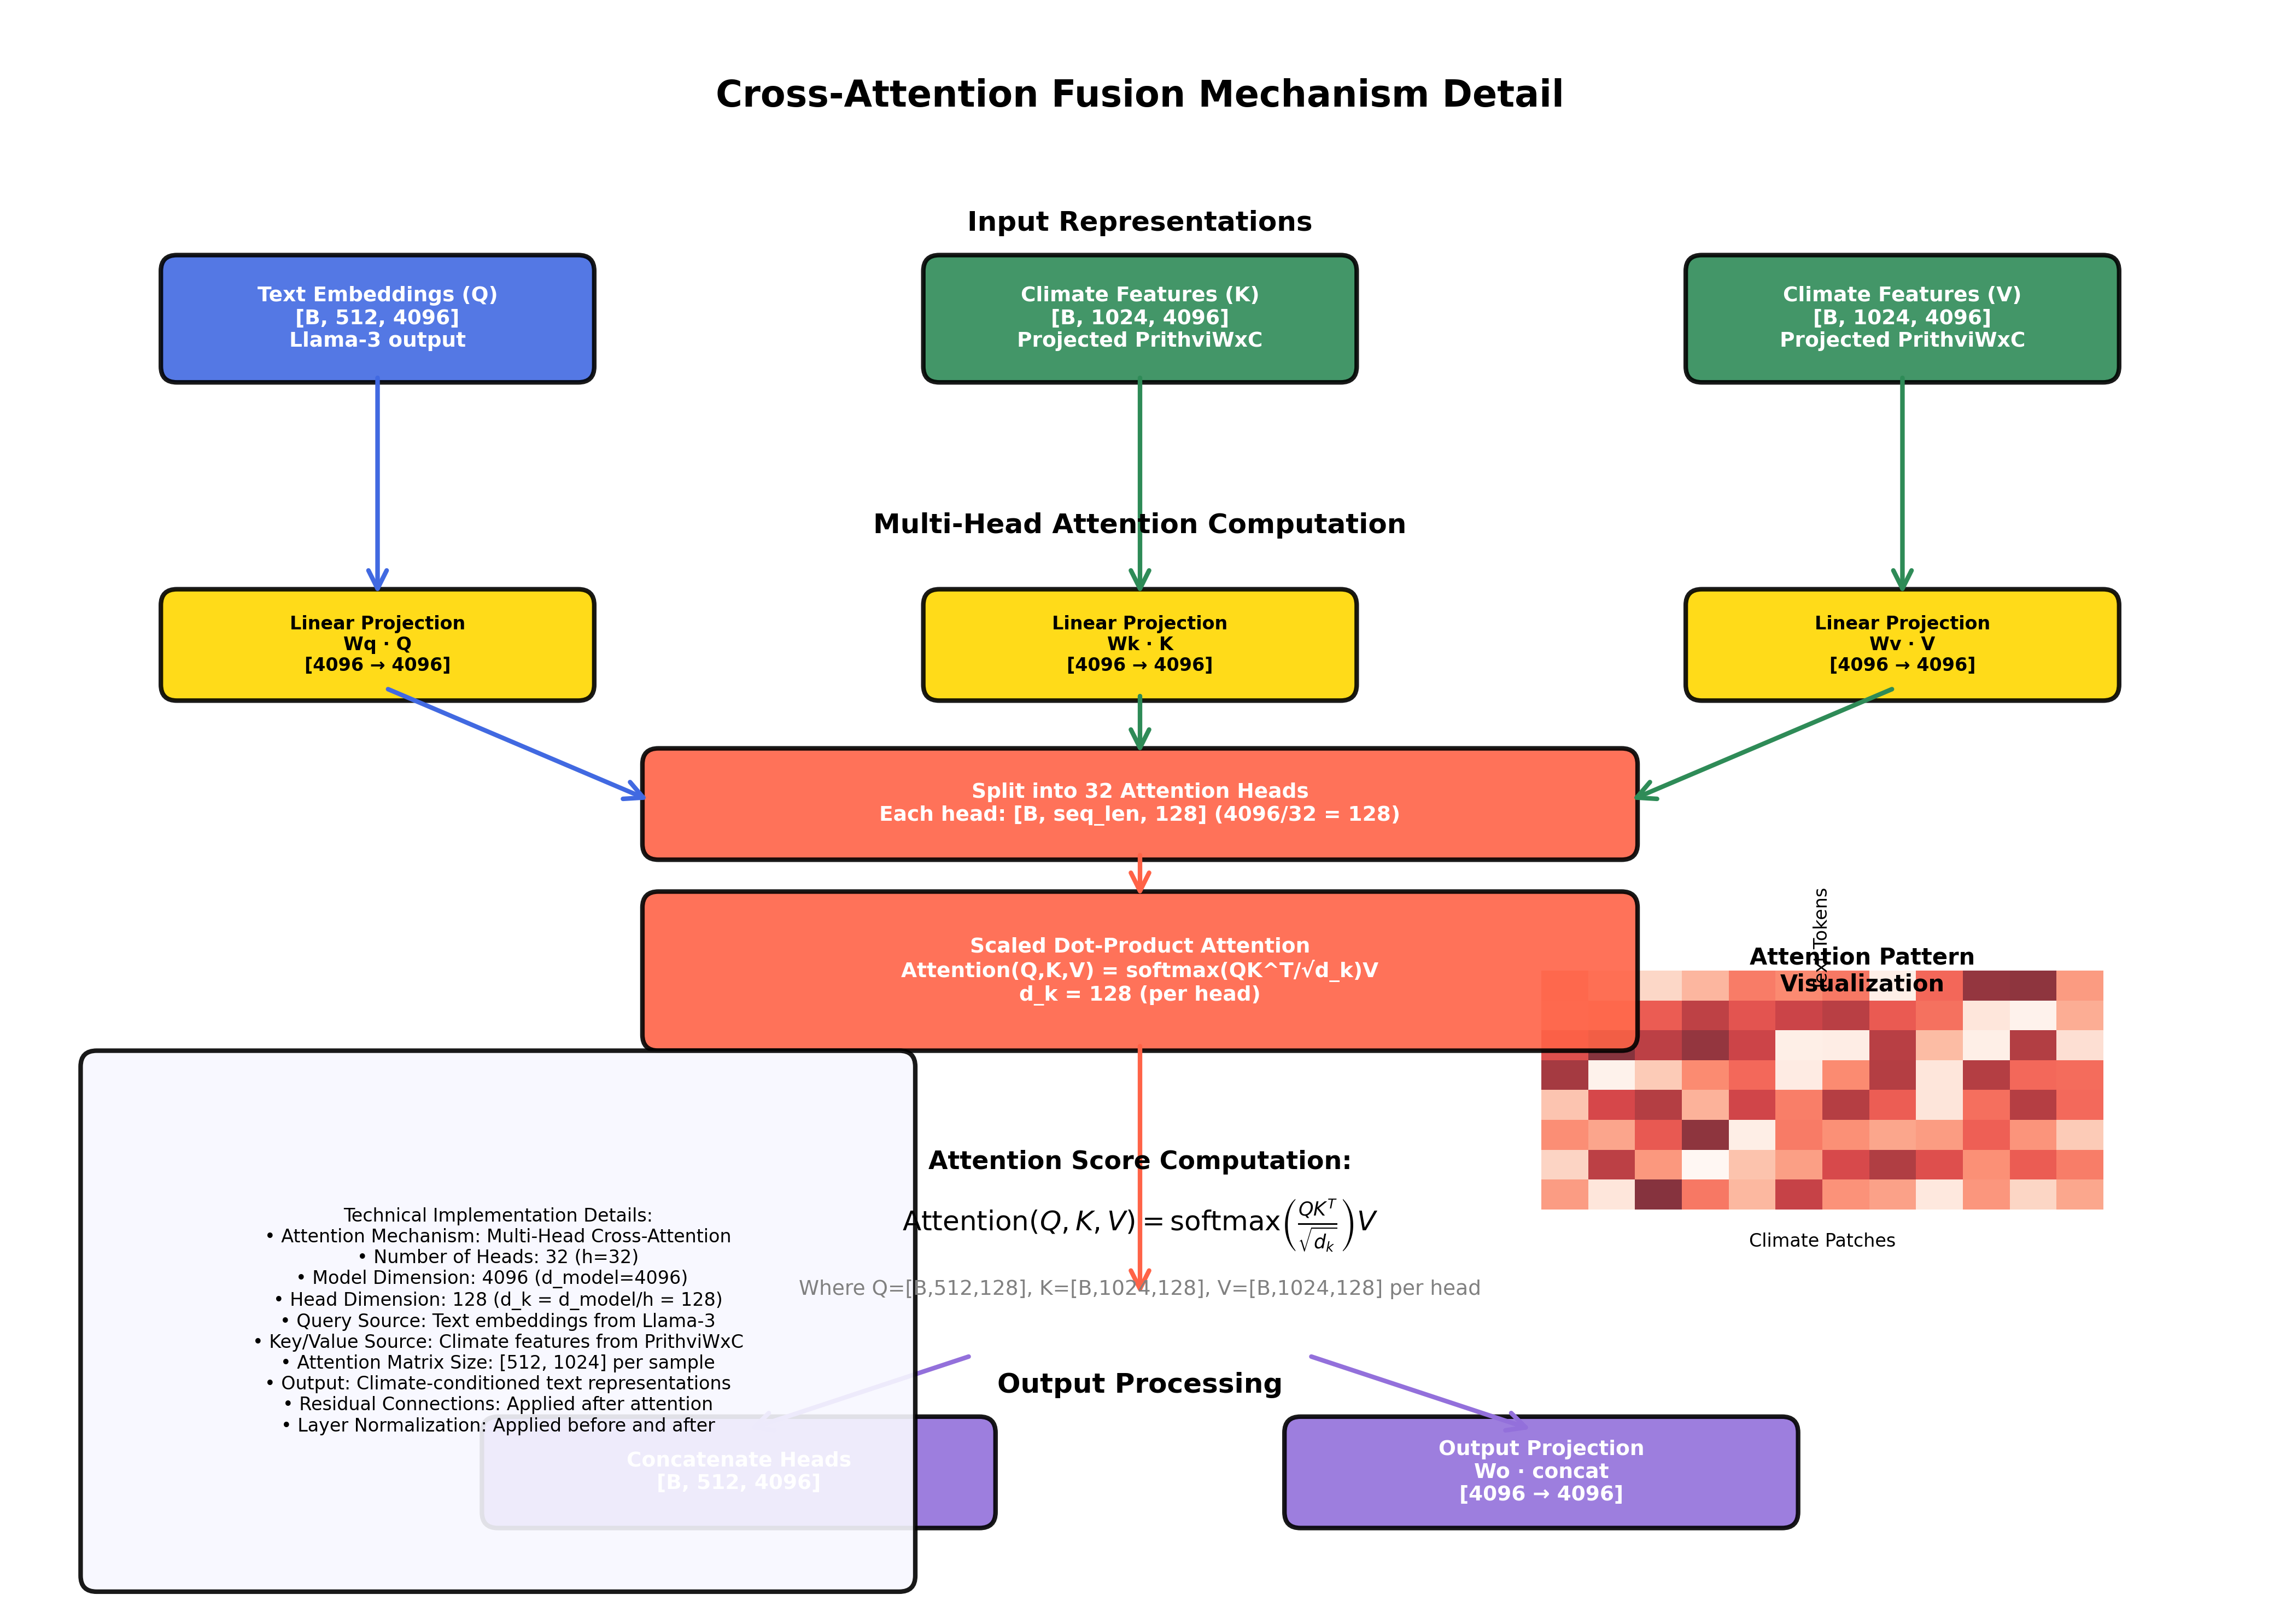 Cross-Attention Fusion Mechanism Detail
Input Representations
Text Embeddings (Q)
[B, 512, 4096]
Llama-3 output
Climate Features (K)
[B, 1024, 4096]
Projected PrithviWxC
Climate Features (V)
[B, 1024, 4096]
Projected PrithviWxC
Multi-Head Attention Computation
Linear Projection
Wq · Q
[4096 → 4096]
Linear Projection
Wk · K
[4096 → 4096]
Linear Projection
Wv · V
[4096 → 4096]
Split into 32 Attention Heads
Each head: [B, seq_len, 128] (4096/32 = 128)
Scaled Dot-Product Attention
Attention(Q,K,V) = softmax(QK^T/√d_k)V
d_k = 128 (per head)
Text Tokens
Attention Pattern
Visualization
Climate Patches
Attention Score Computation:
Attention(Q, K, V) = softmax(QK^T/√d_k)V
Where Q=[B,512,128], K=[B,1024,128], V=[B,1024,128] per head
Technical Implementation Details:
• Attention Mechanism: Multi-Head Cross-Attention
• Number of Heads: 32 (h=32)
• Model Dimension: 4096 (d_model=4096)
• Head Dimension: 128 (d_k = d_model/h = 128)
• Query Source: Text embeddings from Llama-3
• Key/Value Source: Climate features from PrithviWxC
• Attention Matrix Size: [512, 1024] per sample
• Output: Climate-conditioned text representations
• Residual Connections: Applied after attention
• Layer Normalization: Applied before and after
Output Processing
Concatenate Heads
[B, 512, 4096]
Output Projection
Wo · concat
[4096 → 4096]